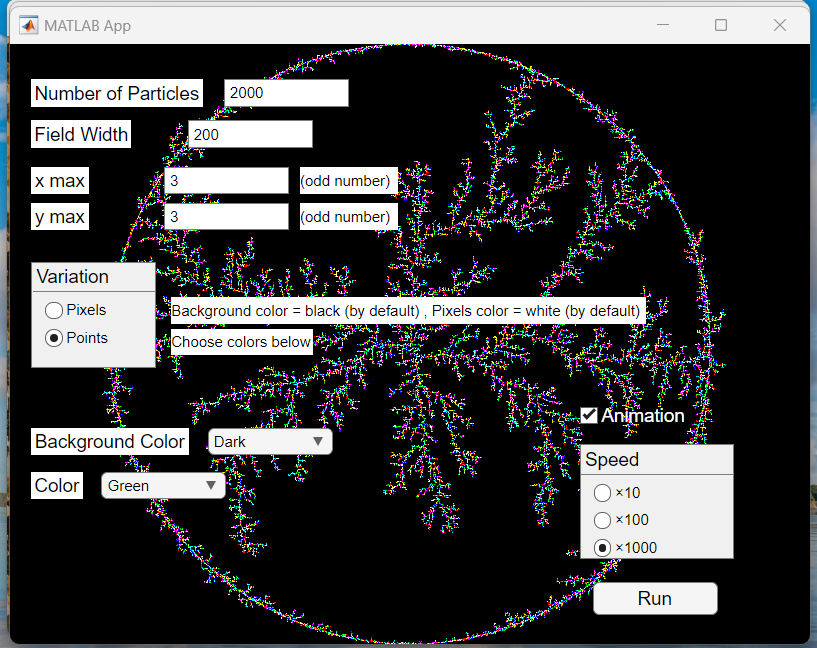 MATLAB App
Number of Particles 2000
Field Width 200
x max 3 (odd number)
y max 3 (odd number)
Variation
Pixels
Points
Background color = black (by default) , Pixels color = white (by default)
Choose colors below
Background Color Dark
Color Green
Animation
Speed
×10
×100
×1000
Run